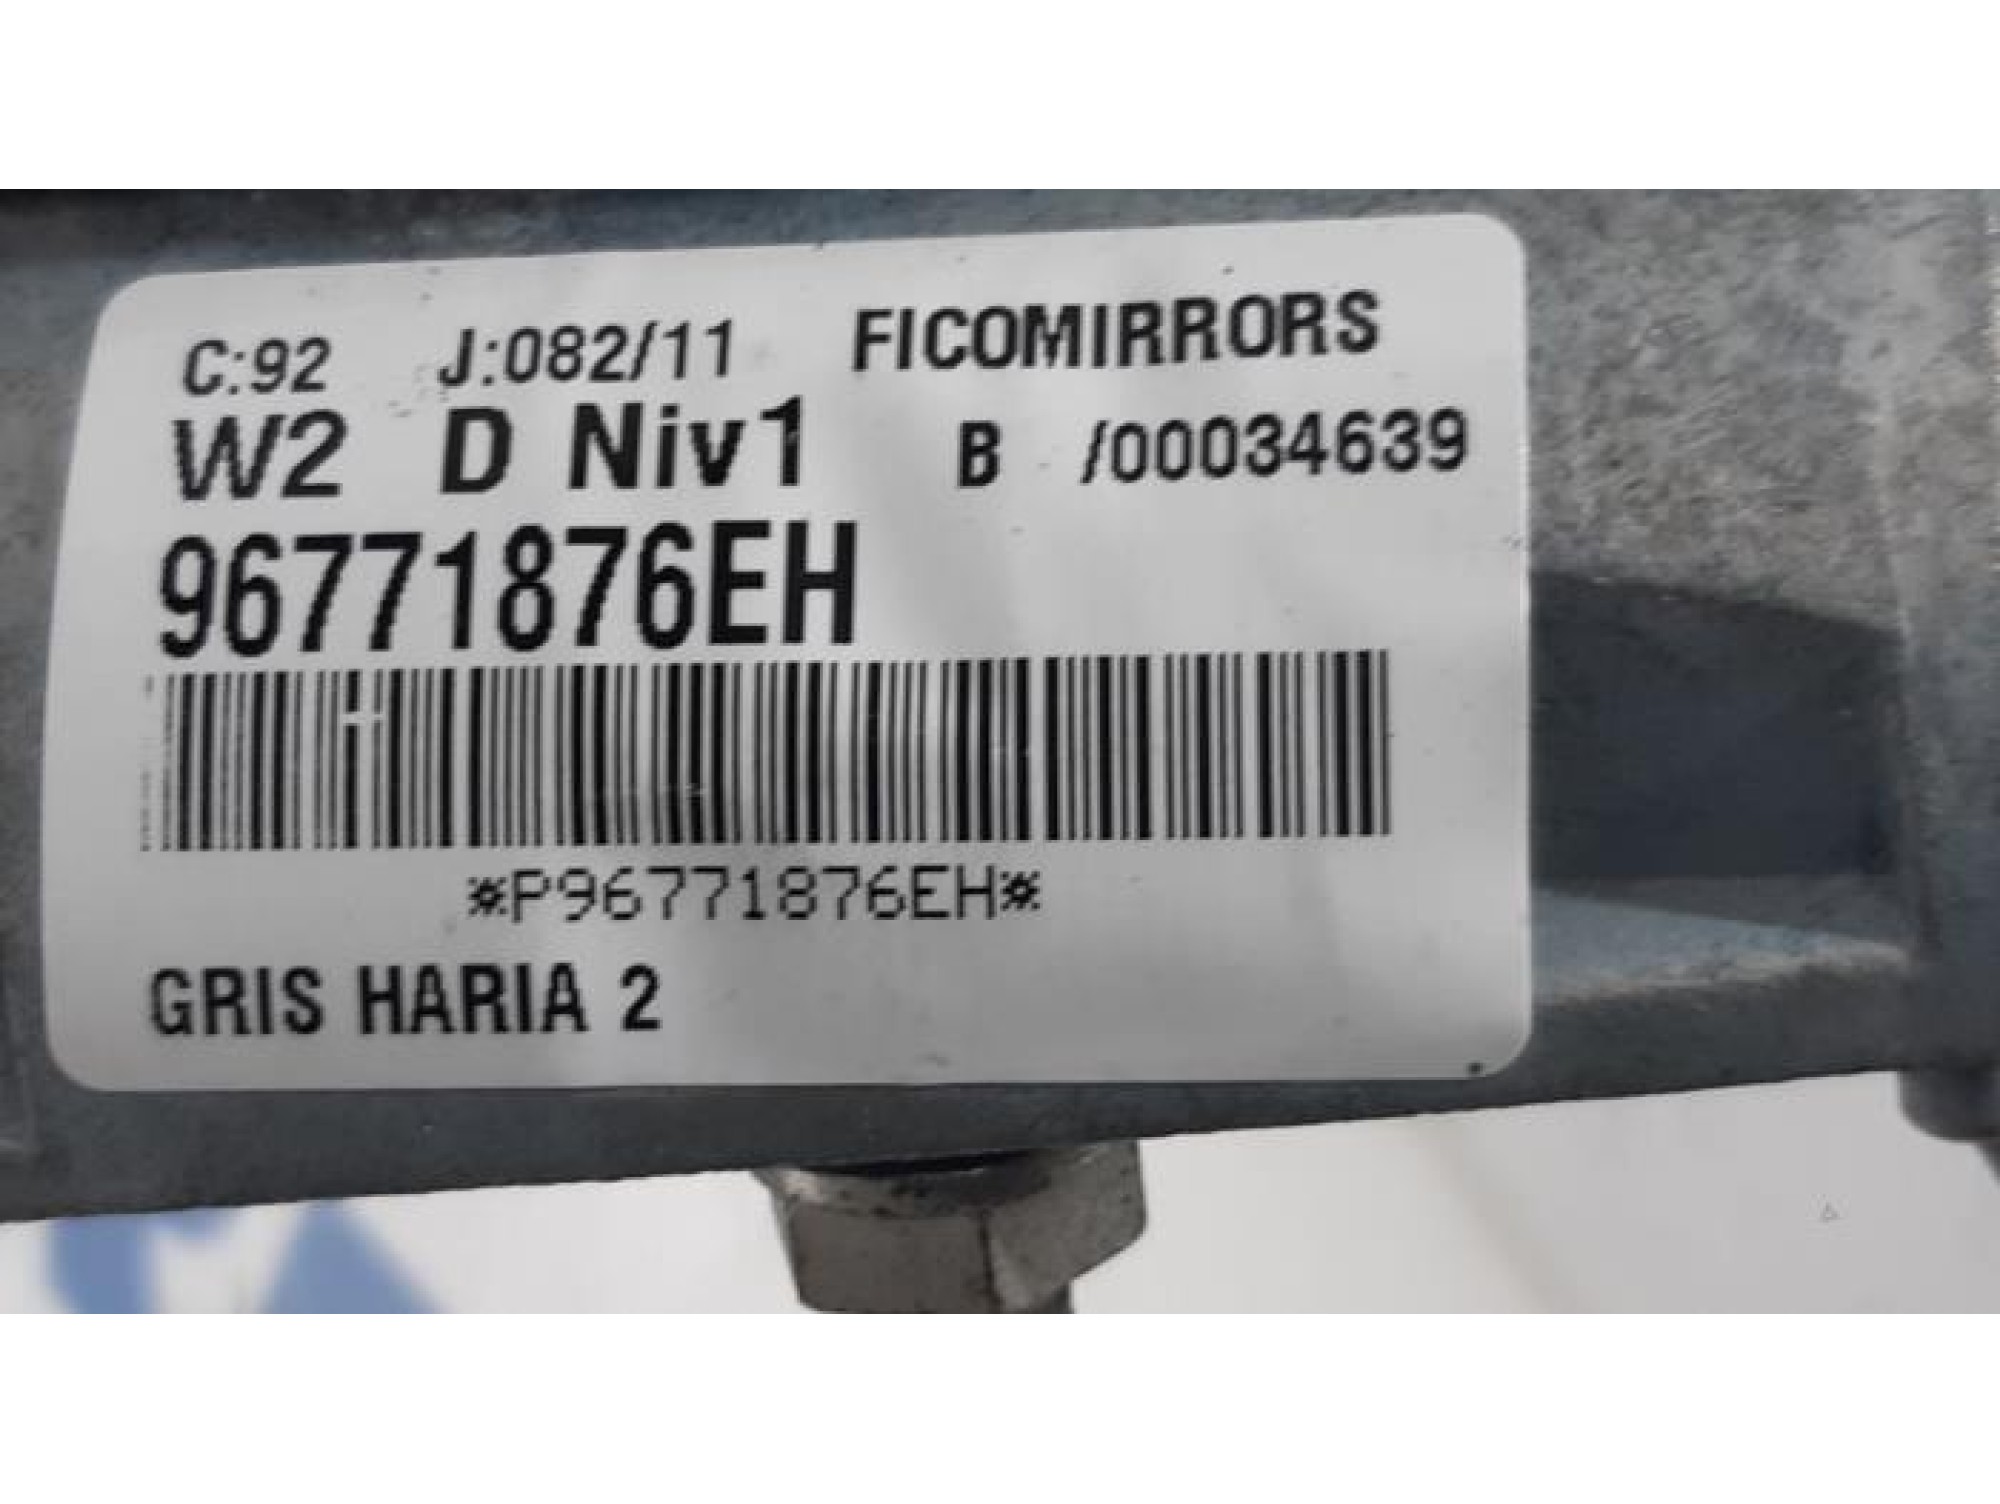 C:92 J:082/11 FICOMIRRORS
W2 D Niv1 B /00034639
96771876EH
*P96771876EH*
GRIS HARIA 2